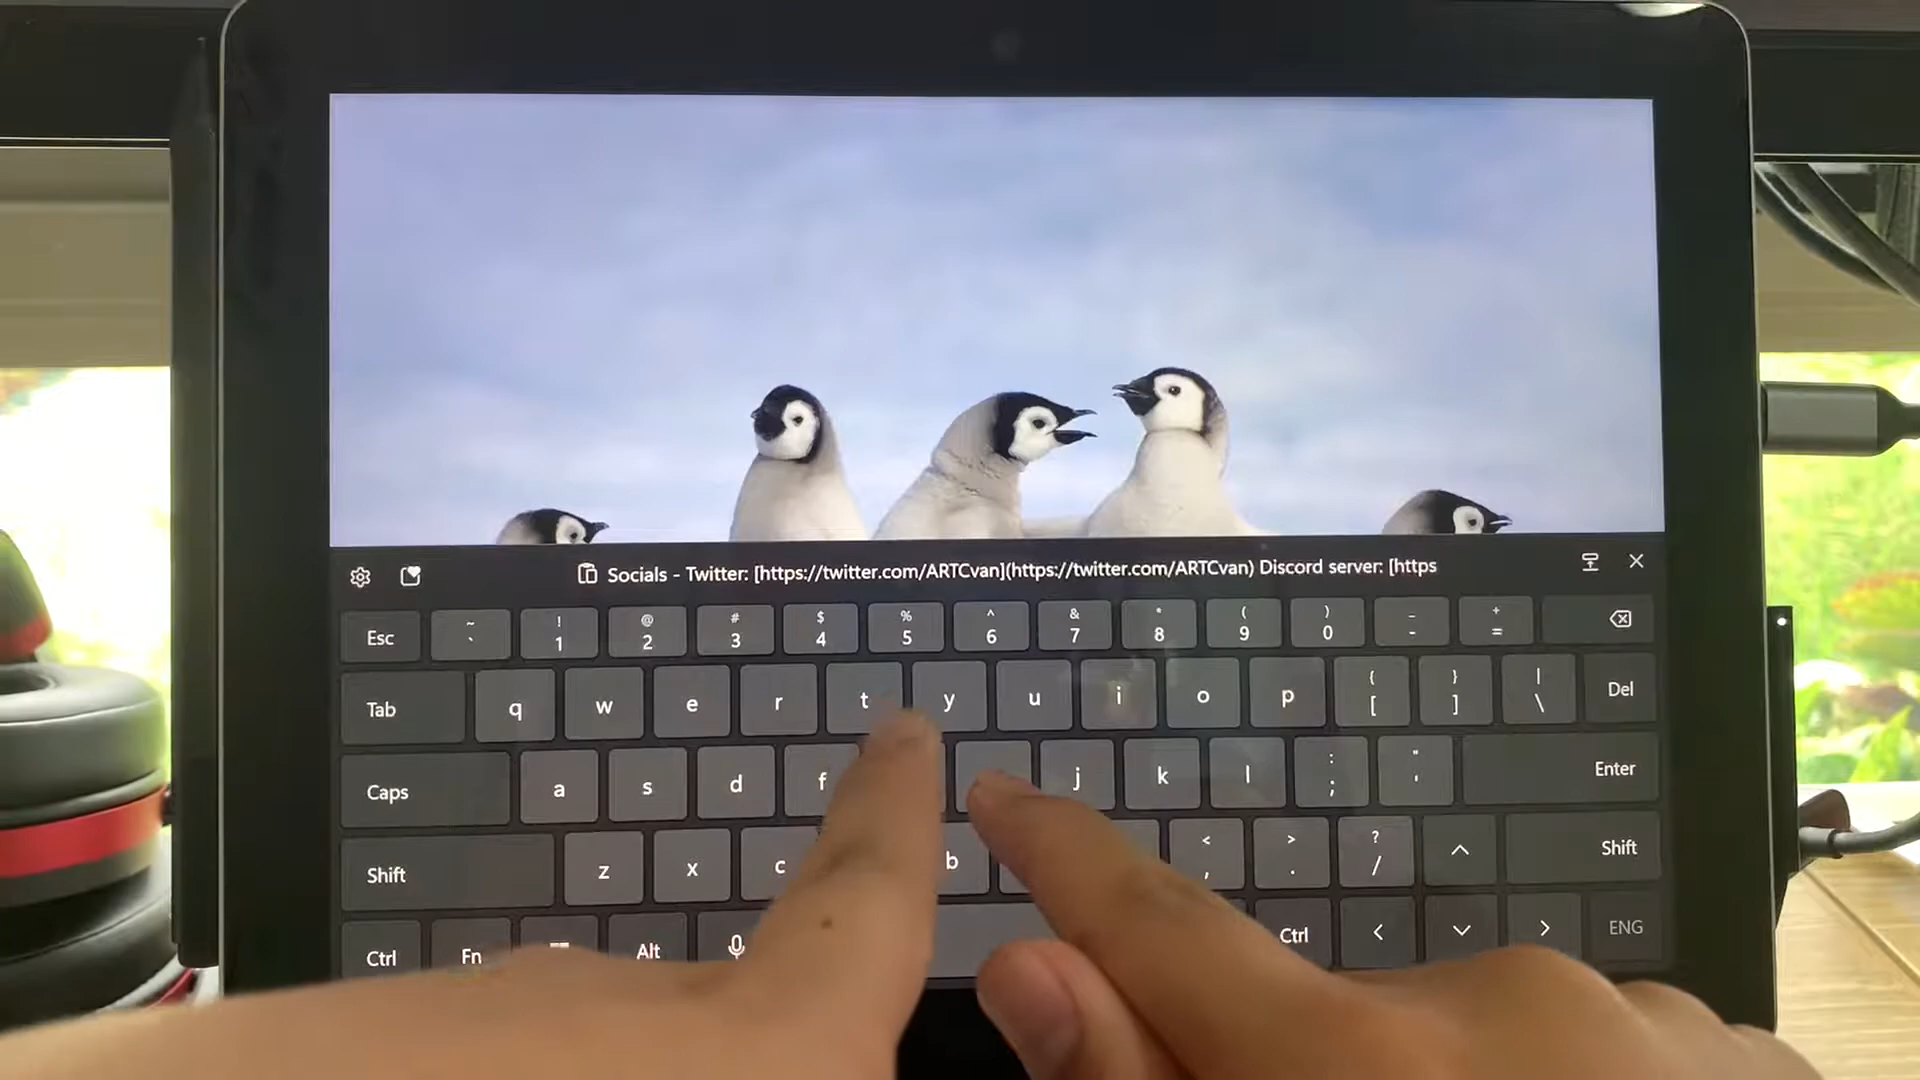 Socials - Twitter: [https://twitter.com/ARTCvan](https://twitter.com/ARTCvan) Discord server: [https
Esc ~ ` ! 1 @ 2 # 3 $ 4 % 5 ^ 6 & 7 * 8 ( 9 ) 0 _ - + =
Tab q w e r t y u i o p { [ } ] | \ Del
Caps a s d f j k l : ; " ' Enter
Shift z x c b < , > . ? / Shift
Ctrl Fn Alt Ctrl ENG